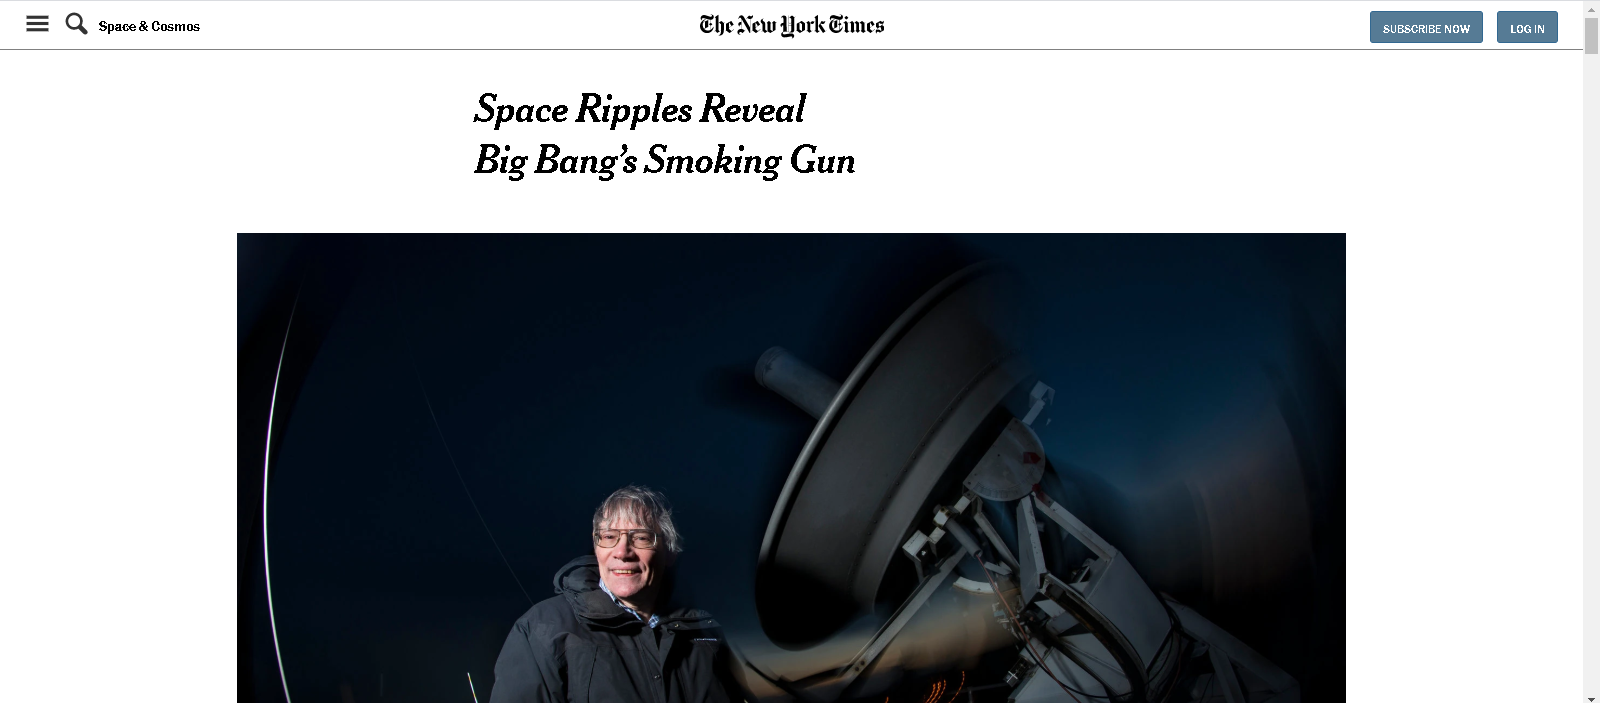 Space & Cosmos
The New York Times
SUBSCRIBE NOW
LOG IN
Space Ripples Reveal
Big Bang’s Smoking Gun